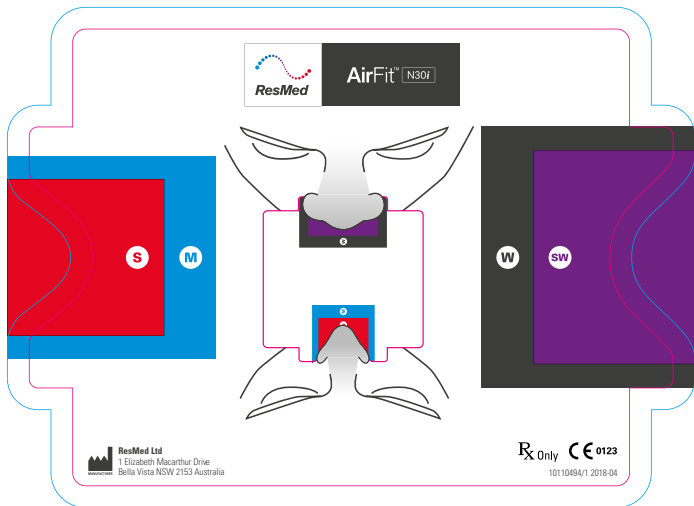 ResMed
AirFit™ N30i
S
M
W
SW
S
S
ResMed Ltd
1 Elizabeth Macarthur Drive
Bella Vista NSW 2153 Australia
MANUFACTURER
Rx Only
CE 0123
10110494/1 2018-04